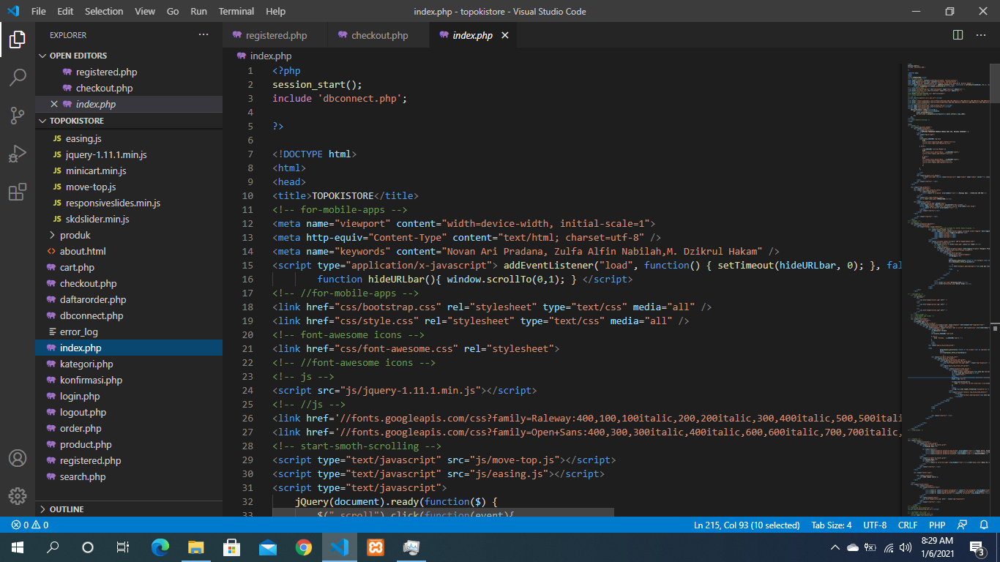 File Edit Selection View Go Run Terminal Help
index.php - topokistore - Visual Studio Code
EXPLORER
OPEN EDITORS
registered.php
checkout.php
index.php
TOPOKISTORE
JS easing.js
JS jquery-1.11.1.min.js
JS minicart.min.js
JS move-top.js
JS responsiveslides.min.js
JS skdslider.min.js
produk
about.html
cart.php
checkout.php
daftarorder.php
dbconnect.php
error_log
index.php
kategori.php
konfirmasi.php
login.php
logout.php
order.php
product.php
registered.php
search.php
OUTLINE
registered.php checkout.php index.php
index.php
1 <?php
2 session_start();
3 include 'dbconnect.php';
4
5 ?>
6
7 <!DOCTYPE html>
8 <html>
9 <head>
10 <title>TOPOKISTORE</title>
11 <!-- for-mobile-apps -->
12 <meta name="viewport" content="width=device-width, initial-scale=1">
13 <meta http-equiv="Content-Type" content="text/html; charset=utf-8" />
14 <meta name="keywords" content="Novan Ari Pradana, Zulfa Alfin Nabilah,M. Dzikrul Hakam" />
15 <script type="application/x-javascript"> addEventListener("load", function() { setTimeout(hideURLbar, 0); }, fal
16 function hideURLbar(){ window.scrollTo(0,1); } </script>
17 <!-- //for-mobile-apps -->
18 <link href="css/bootstrap.css" rel="stylesheet" type="text/css" media="all" />
19 <link href="css/style.css" rel="stylesheet" type="text/css" media="all" />
20 <!-- font-awesome icons -->
21 <link href="css/font-awesome.css" rel="stylesheet">
22 <!-- //font-awesome icons -->
23 <!-- js -->
24 <script src="js/jquery-1.11.1.min.js"></script>
25 <!-- //js -->
26 <link href='//fonts.googleapis.com/css?family=Raleway:400,100,100italic,200,200italic,300,400italic,500,500itali
27 <link href='//fonts.googleapis.com/css?family=Open+Sans:400,300,300italic,400italic,600,600italic,700,700italic,
28 <!-- start-smoth-scrolling -->
29 <script type="text/javascript" src="js/move-top.js"></script>
30 <script type="text/javascript" src="js/easing.js"></script>
31 <script type="text/javascript">
32 jQuery(document).ready(function($) {
33 $(".scroll").click(function(event){
0 0
Ln 215, Col 93 (10 selected) Tab Size: 4 UTF-8 CRLF PHP
8:29 AM
1/6/2021
3